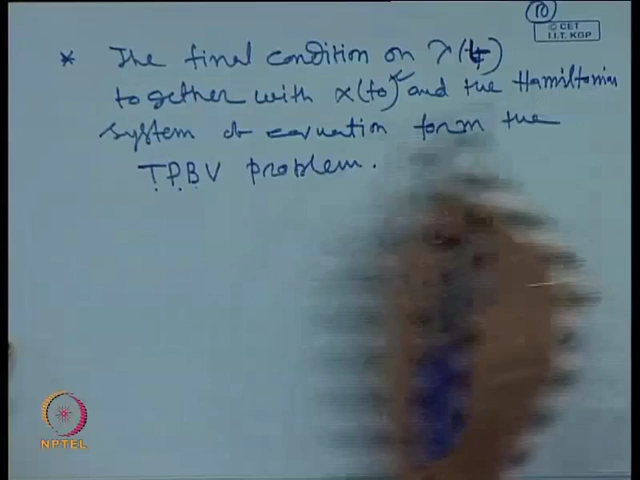 10
© CET
I.I.T. KGP
* The final condition on λ(tf)
together with x(t0) and the Hamiltonian
system of equation form the
T.P.B.V problem.
NPTEL